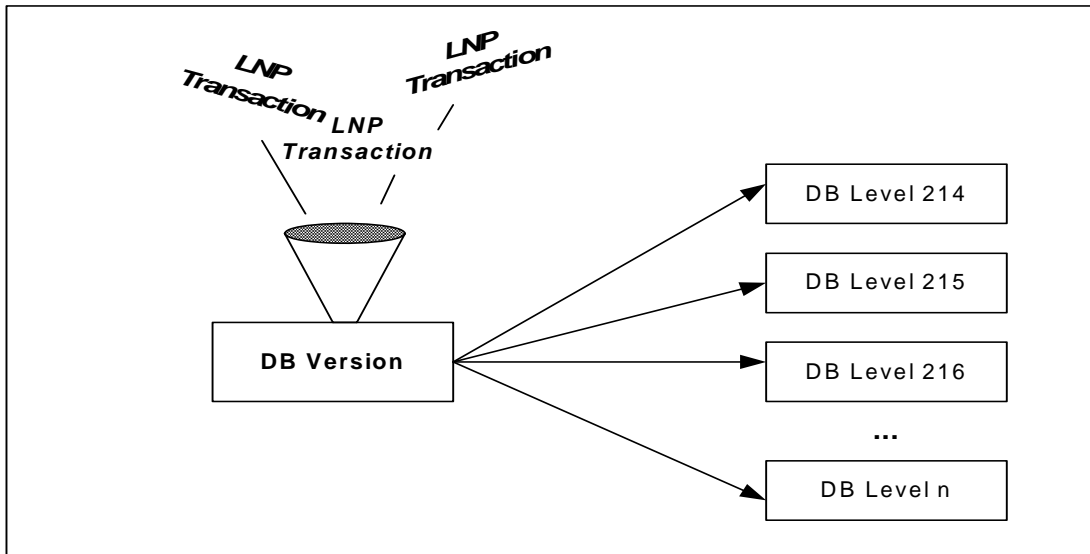 LNP
Transaction
LNP
Transaction
LNP
Transaction
DB Version
DB Level 214
DB Level 215
DB Level 216
...
DB Level n